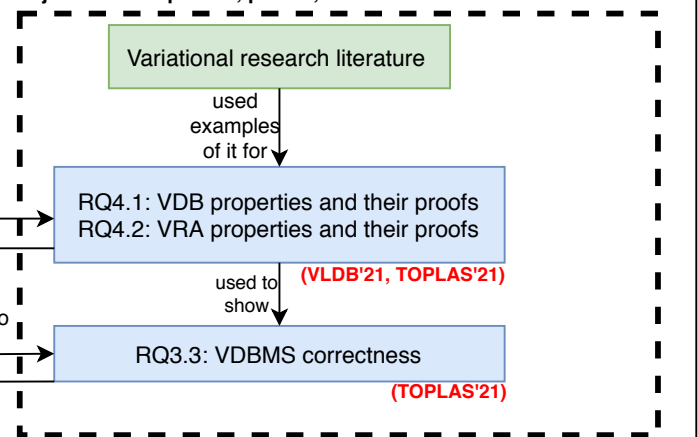 Variational research literature
used
examples
of it for
RQ4.1: VDB properties and their proofs
RQ4.2: VRA properties and their proofs
(VLDB'21, TOPLAS'21)
used to
show
o
RQ3.3: VDBMS correctness
(TOPLAS'21)